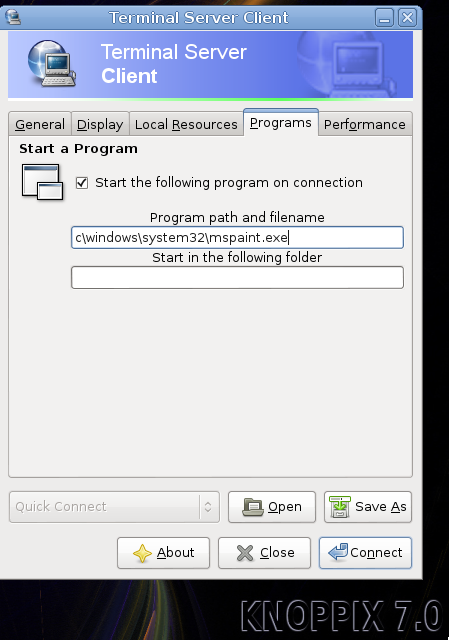 Terminal Server Client
Terminal Server
Client
General Display Local Resources Programs Performance
Start a Program
Start the following program on connection
Program path and filename
c\windows\system32\mspaint.exe
Start in the following folder
Quick Connect Open Save As
About Close Connect
KNOPPIX 7.0